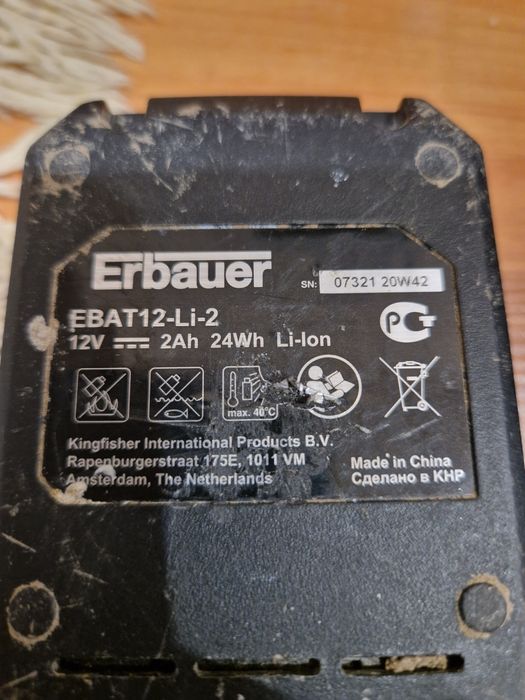 Erbauer
SN: 07321 20W42
EBAT12-Li-2
12V 2Ah 24Wh Li-Ion
max. 40°C
Kingfisher International Products B.V.
Rapenburgerstraat 175E, 1011 VM
Amsterdam, The Netherlands
Made in China
Сделано в КНР